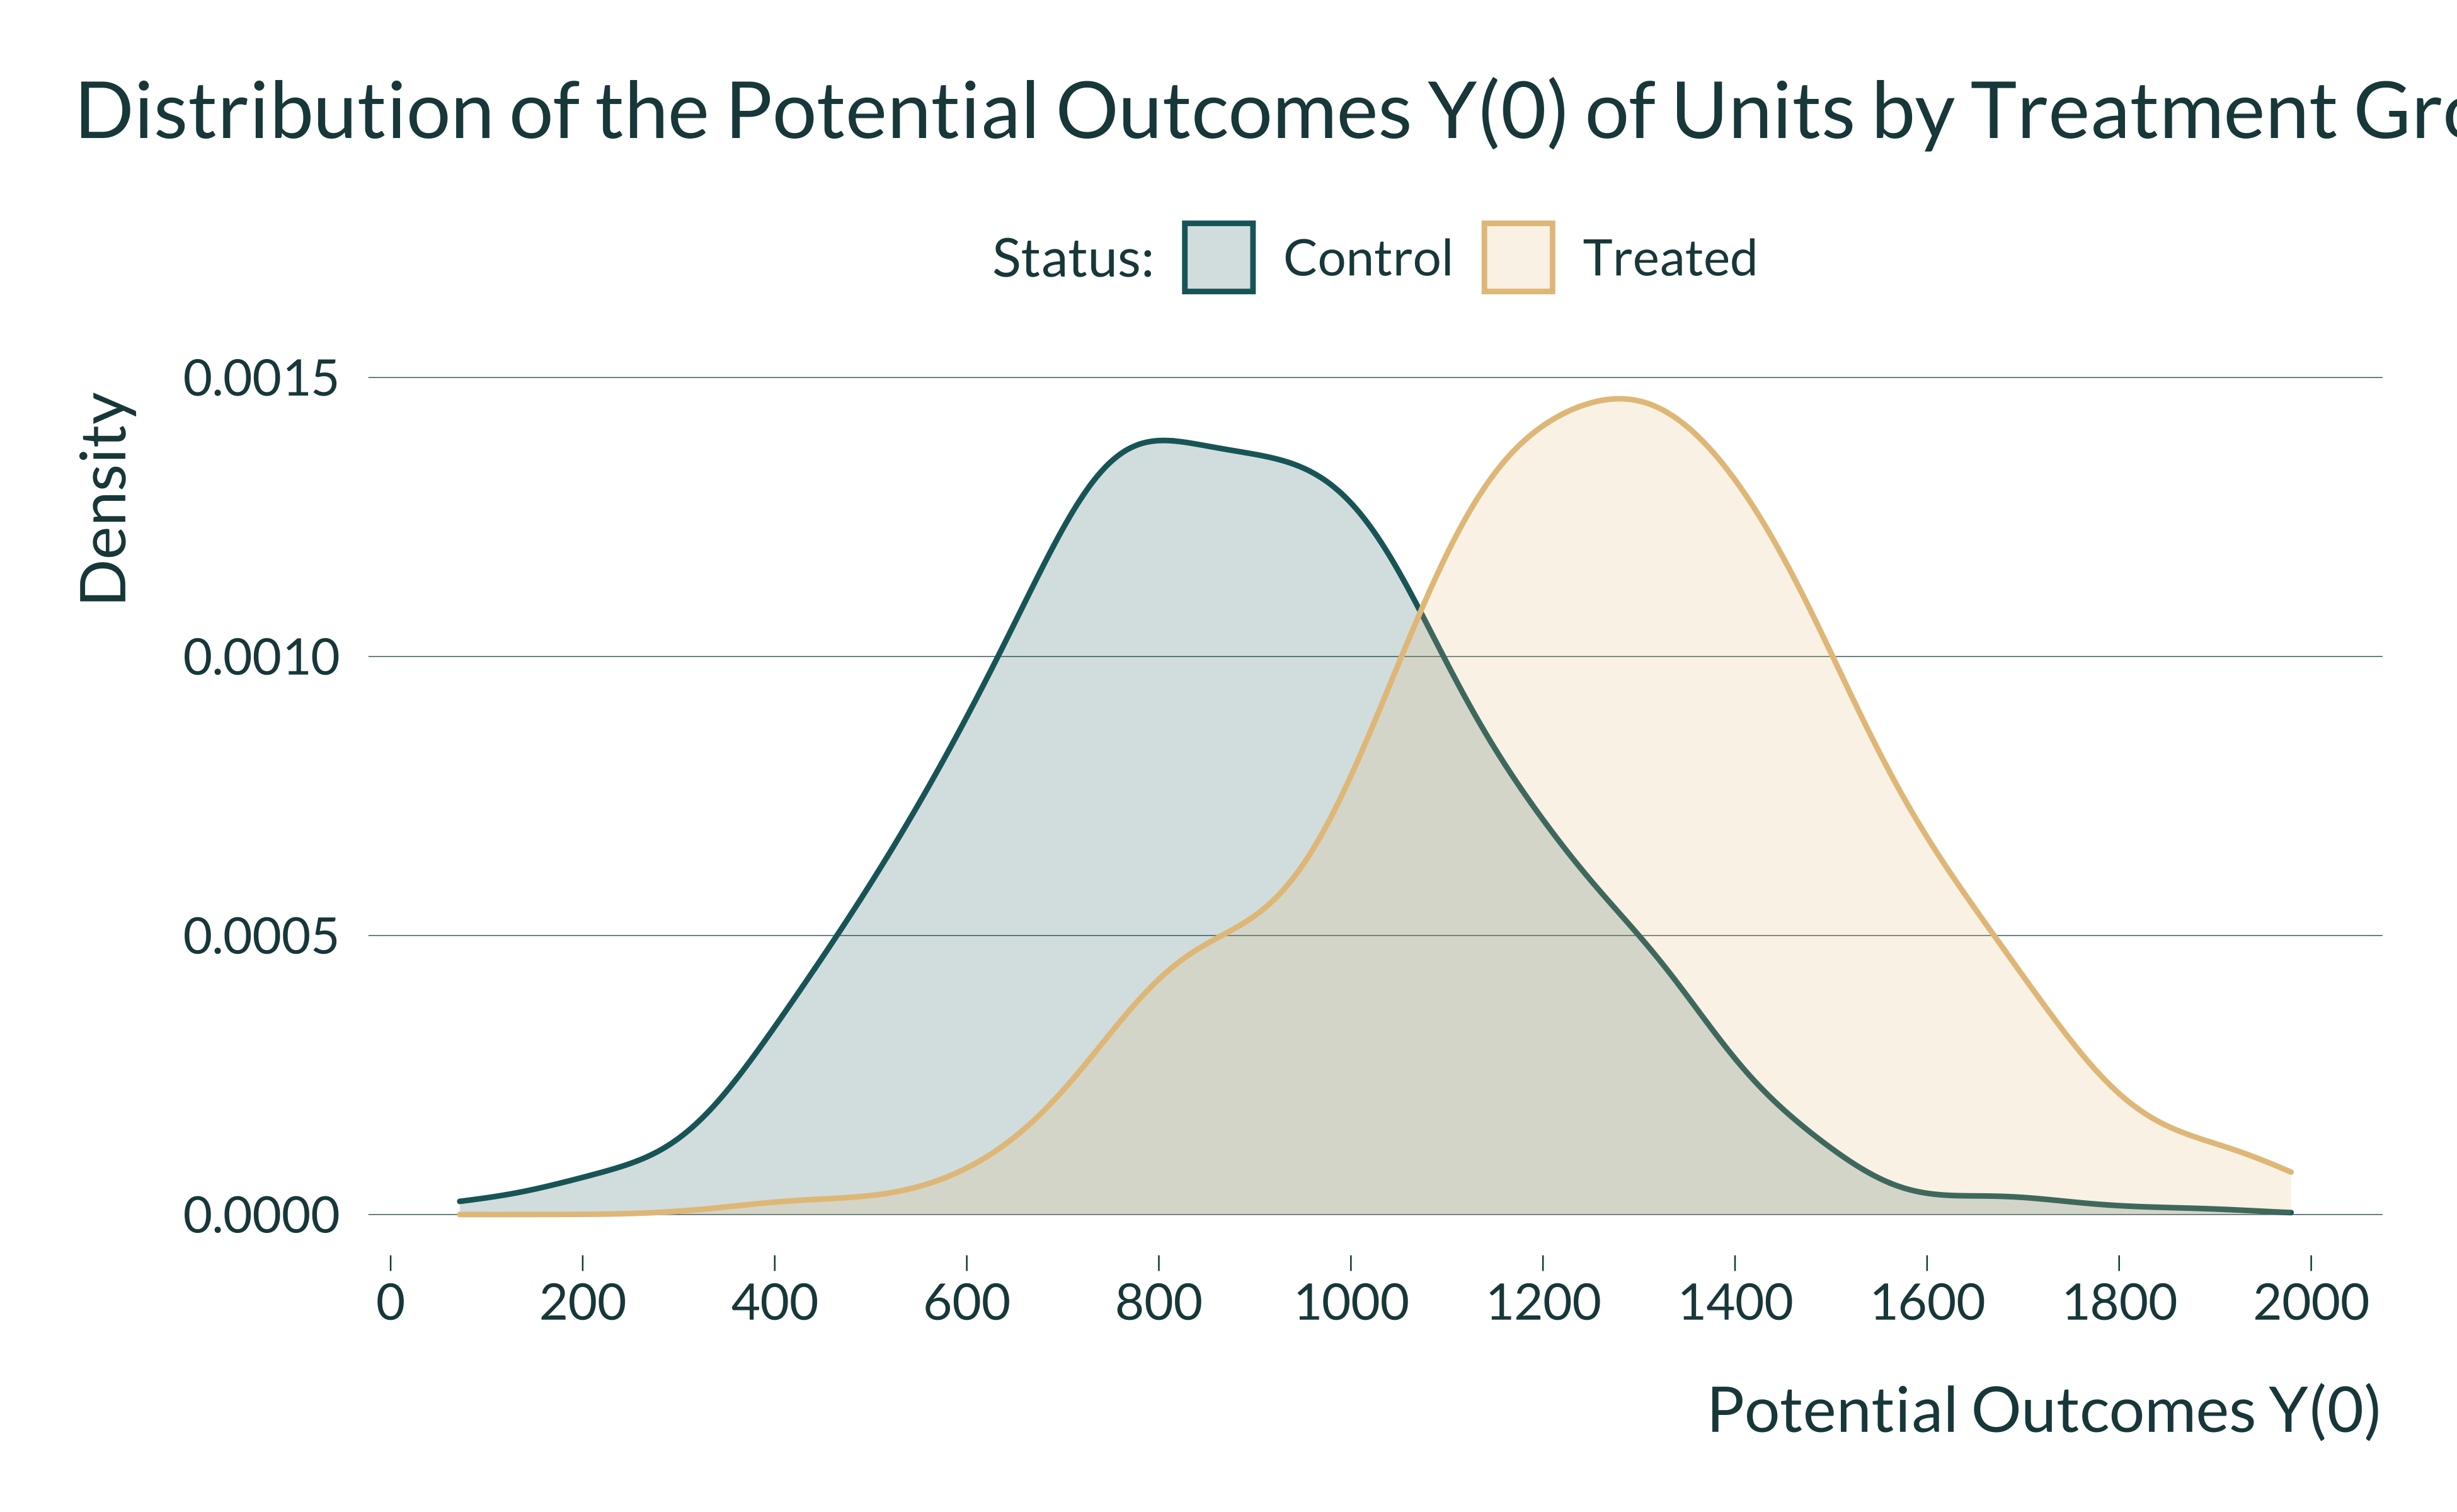 Distribution of the Potential Outcomes Y(0) of Units by Treatment
Status: Control Treated
Density
0.0015
0.0010
0.0005
0.0000
0 200 400 600 800 1000 1200 1400 1600 1800 2000
Potential Outcomes Y(0)